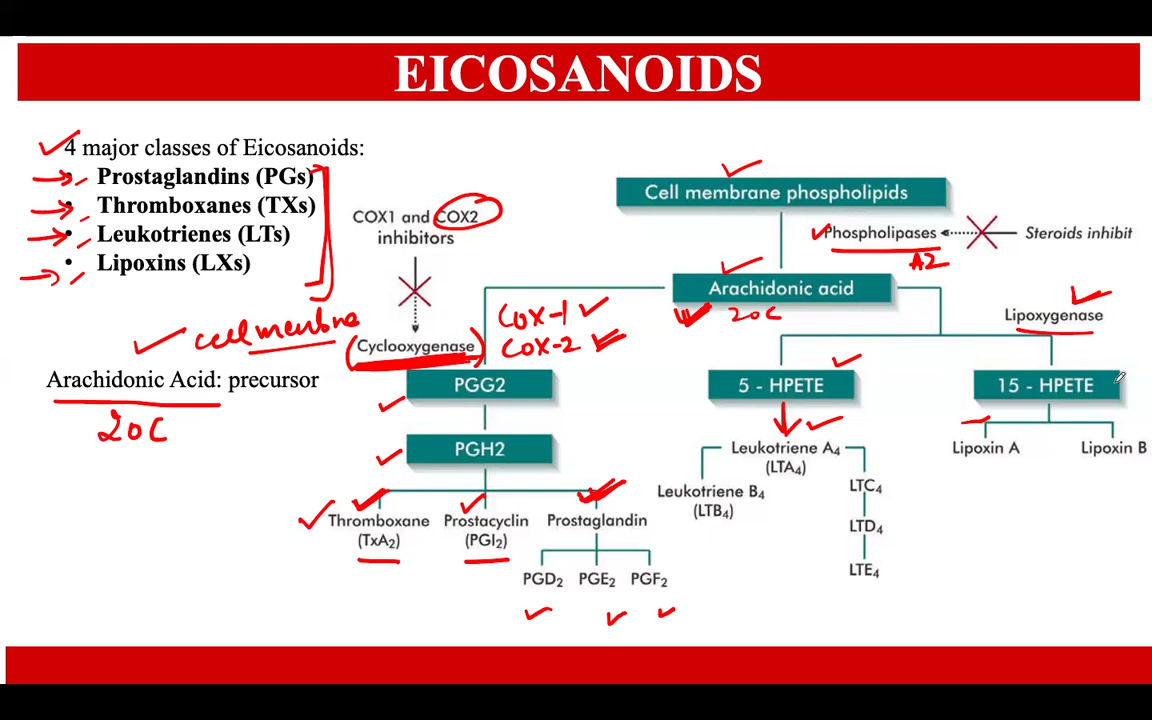 EICOSANOIDS
4 major classes of Eicosanoids:
• Prostaglandins (PGs)
• Thromboxanes (TXs)
• Leukotrienes (LTs)
• Lipoxins (LXs)
cell menbrne
Arachidonic Acid: precursor
20C
COX1 and COX2
inhibitors
Cyclooxygenase
COX-1
COX-2
Cell membrane phospholipids
Phospholipases
A2
Steroids inhibit
Arachidonic acid
20C
Lipoxygenase
PGG2
PGH2
Thromboxane
(TxA2)
Prostacyclin
(PGI2)
Prostaglandin
PGD2
PGE2
PGF2
5 - HPETE
Leukotriene A4
(LTA4)
Leukotriene B4
(LTB4)
LTC4
LTD4
LTE4
15 - HPETE
Lipoxin A
Lipoxin B